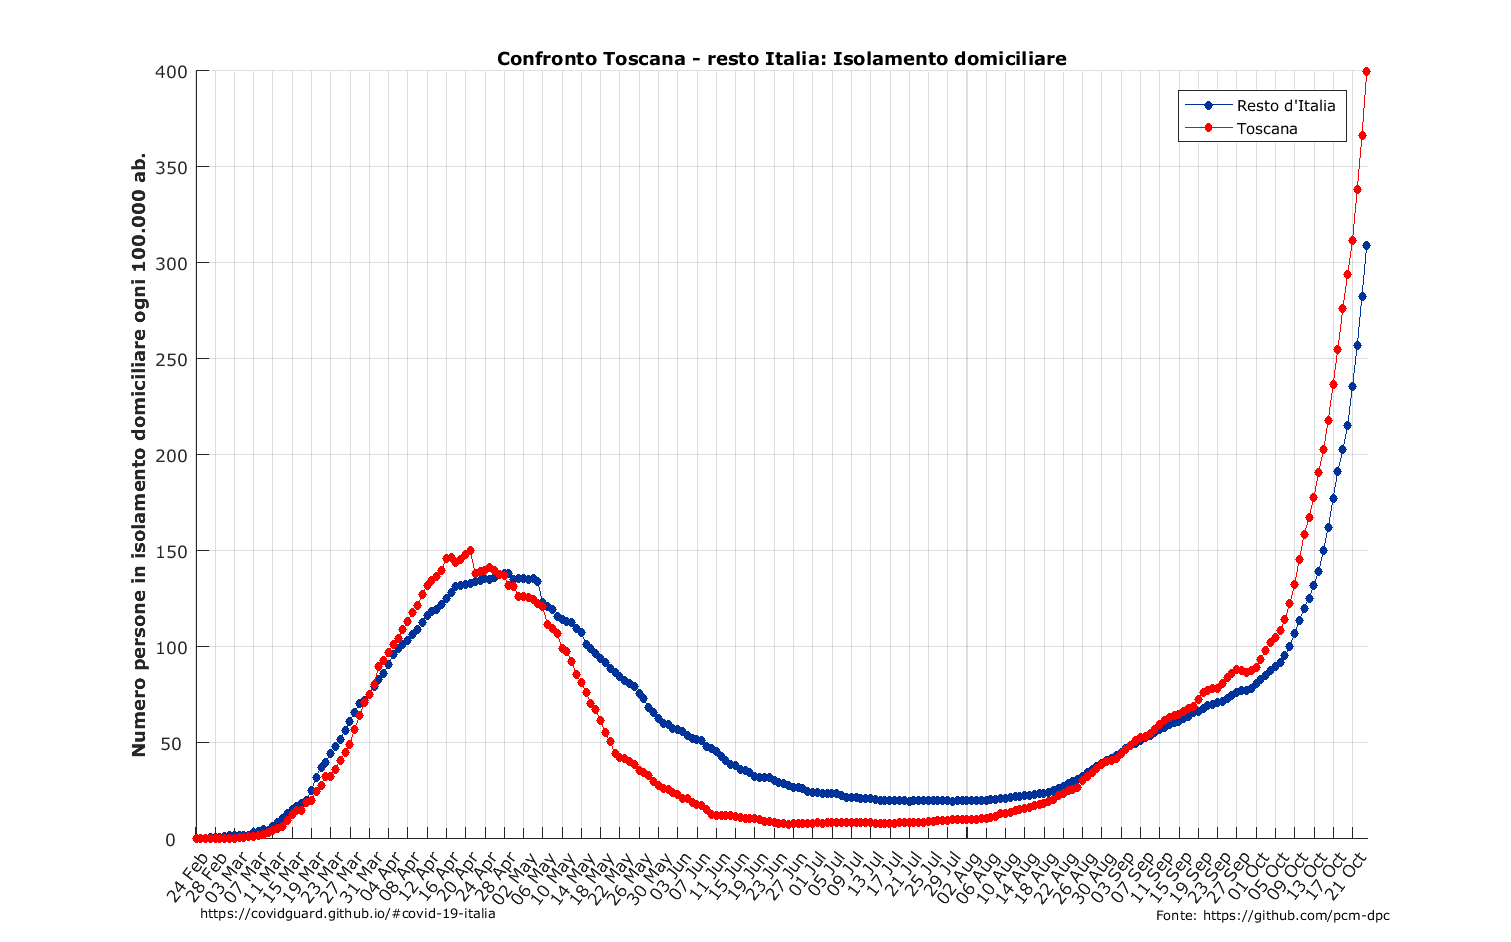 Confronto Toscana - resto Italia: Isolamento domiciliare
Numero persone in isolamento domiciliare ogni 100.000 ab.
400
350
300
250
200
150
100
50
0
Resto d'Italia
Toscana
24 Feb
28 Feb
03 Mar
07 Mar
11 Mar
15 Mar
19 Mar
23 Mar
27 Mar
31 Mar
04 Apr
08 Apr
12 Apr
16 Apr
20 Apr
24 Apr
28 Apr
02 May
06 May
10 May
14 May
18 May
22 May
26 May
30 May
03 Jun
07 Jun
11 Jun
15 Jun
19 Jun
23 Jun
27 Jun
01 Jul
05 Jul
09 Jul
13 Jul
17 Jul
21 Jul
25 Jul
29 Jul
02 Aug
06 Aug
10 Aug
14 Aug
18 Aug
22 Aug
26 Aug
30 Aug
03 Sep
07 Sep
11 Sep
15 Sep
19 Sep
23 Sep
27 Sep
01 Oct
05 Oct
09 Oct
13 Oct
17 Oct
21 Oct
https://covidguard.github.io/#covid-19-italia
Fonte: https://github.com/pcm-dpc